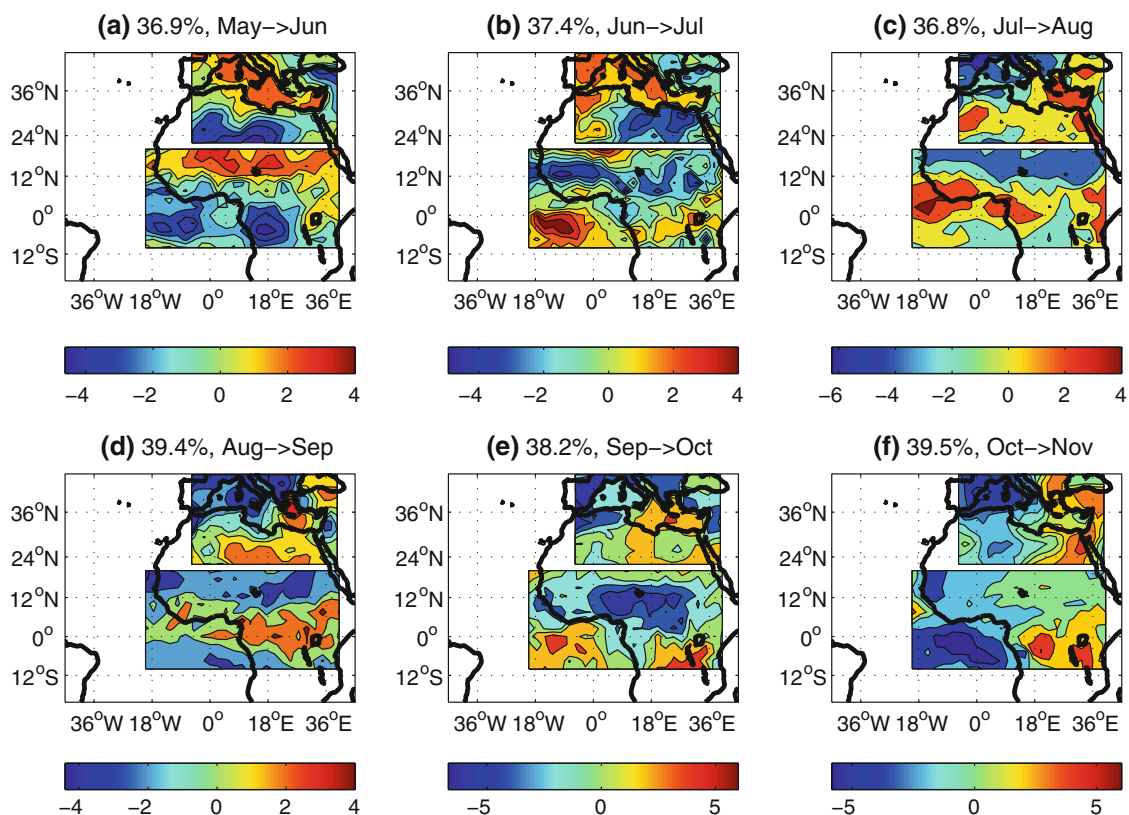 (a) 36.9%, May−>Jun
(b) 37.4%, Jun−>Jul
(c) 36.8%, Jul−>Aug
36°N
24°N
12°N
0°
12°S
36°W 18°W 0° 18°E 36°E
36°N
24°N
12°N
0°
12°S
36°W 18°W 0° 18°E 36°E
36°N
24°N
12°N
0°
12°S
36°W 18°W 0° 18°E 36°E
−4 −2 0 2 4
−4 −2 0 2 4
−6 −4 −2 0 2 4
(d) 39.4%, Aug−>Sep
(e) 38.2%, Sep−>Oct
(f) 39.5%, Oct−>Nov
36°N
24°N
12°N
0°
12°S
36°W 18°W 0° 18°E 36°E
36°N
24°N
12°N
0°
12°S
36°W 18°W 0° 18°E 36°E
36°N
24°N
12°N
0°
12°S
36°W 18°W 0° 18°E 36°E
−4 −2 0 2 4
−5 0 5
−5 0 5